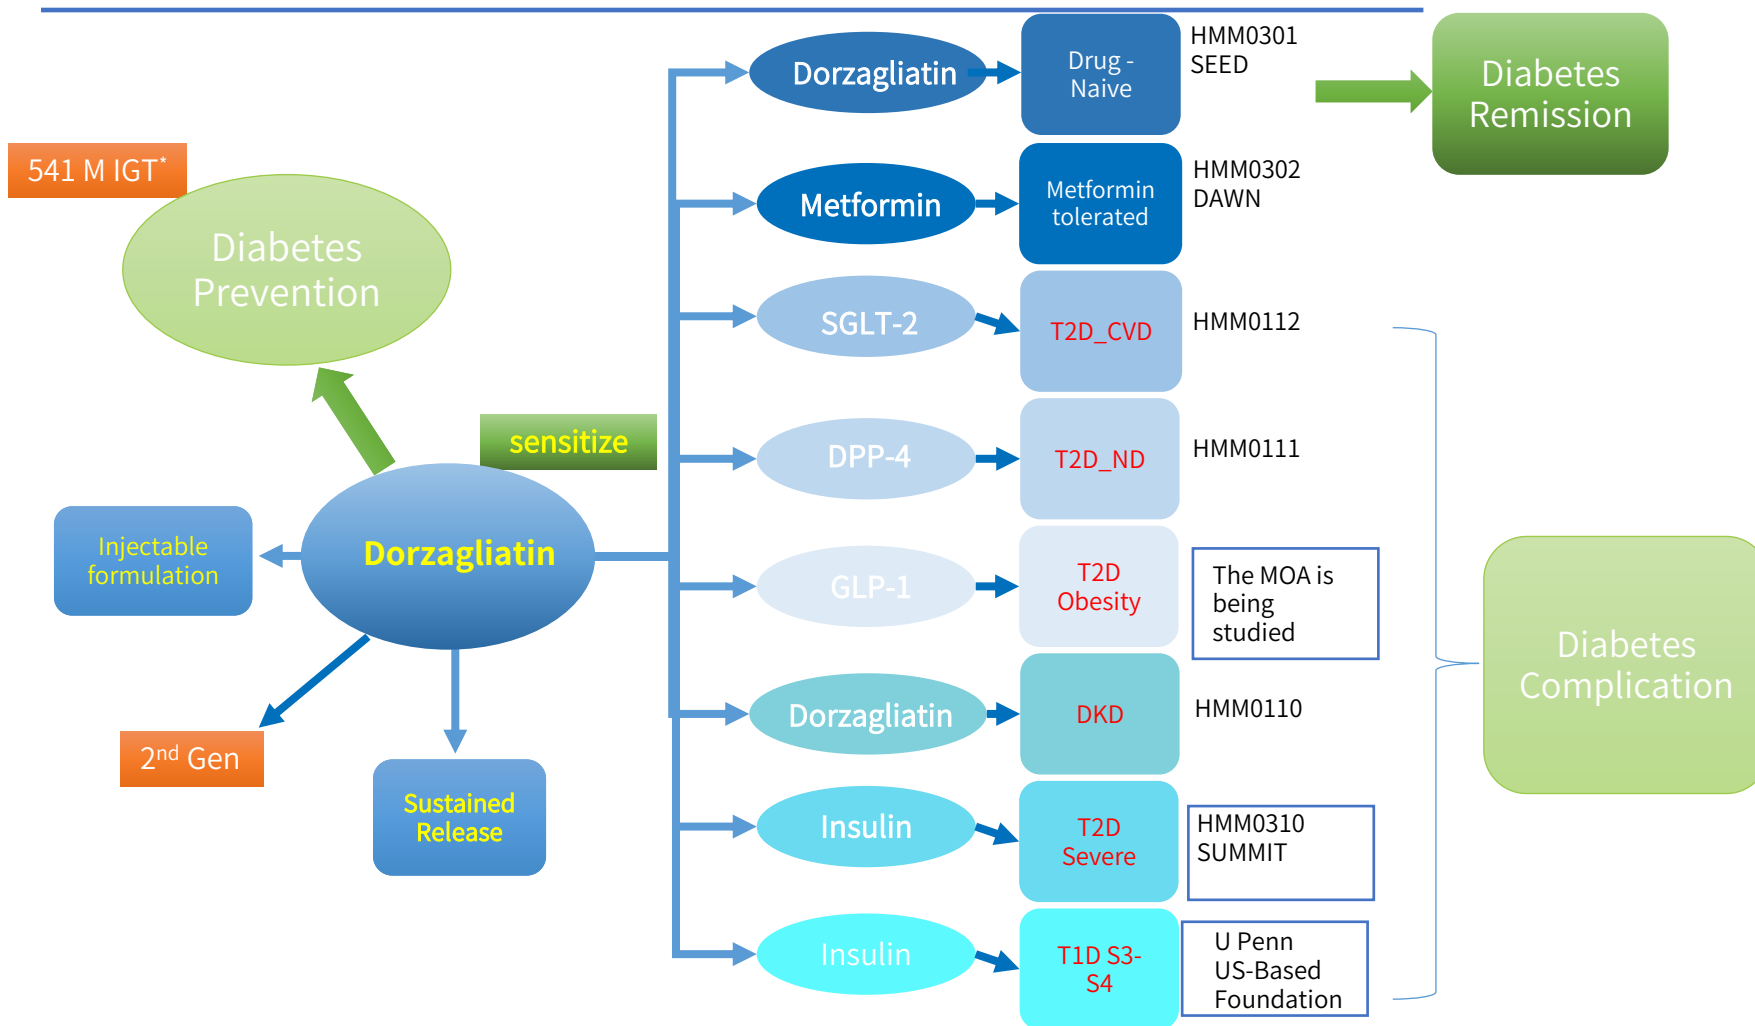 Dorzagliatin
Drug -
Naive
HMM0301
SEED
Diabetes
Remission
541 M IGT*
Diabetes
Prevention
Metformin
Metformin
tolerated
HMM0302
DAWN
SGLT-2
T2D_CVD
HMM0112
sensitize
DPP-4
T2D_ND
HMM0111
Dorzagliatin
Injectable
formulation
GLP-1
T2D
Obesity
The MOA is
being
studied
Diabetes
Complication
Dorzagliatin
DKD
HMM0110
2nd Gen
Sustained
Release
Insulin
T2D
Severe
HMM0310
SUMMIT
Insulin
T1D S3-
S4
U Penn
US-Based
Foundation